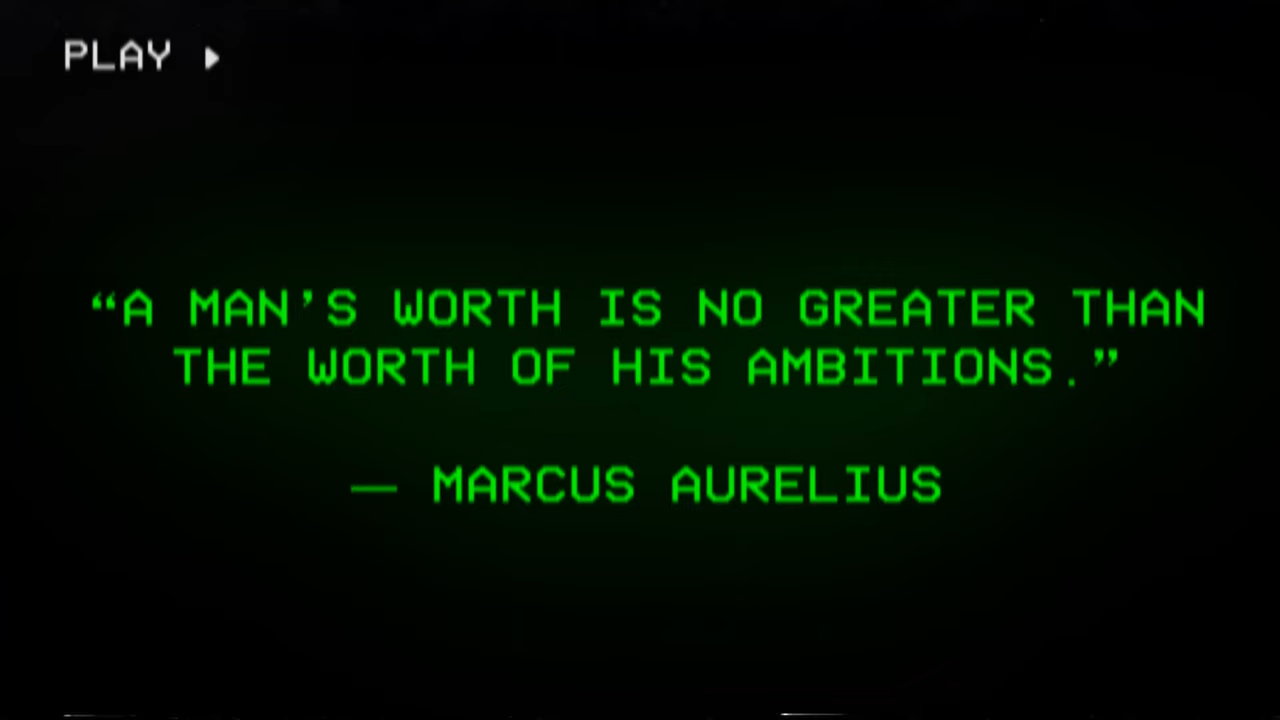 PLAY ▶
“A MAN’S WORTH IS NO GREATER THAN
THE WORTH OF HIS AMBITIONS.”
— MARCUS AURELIUS